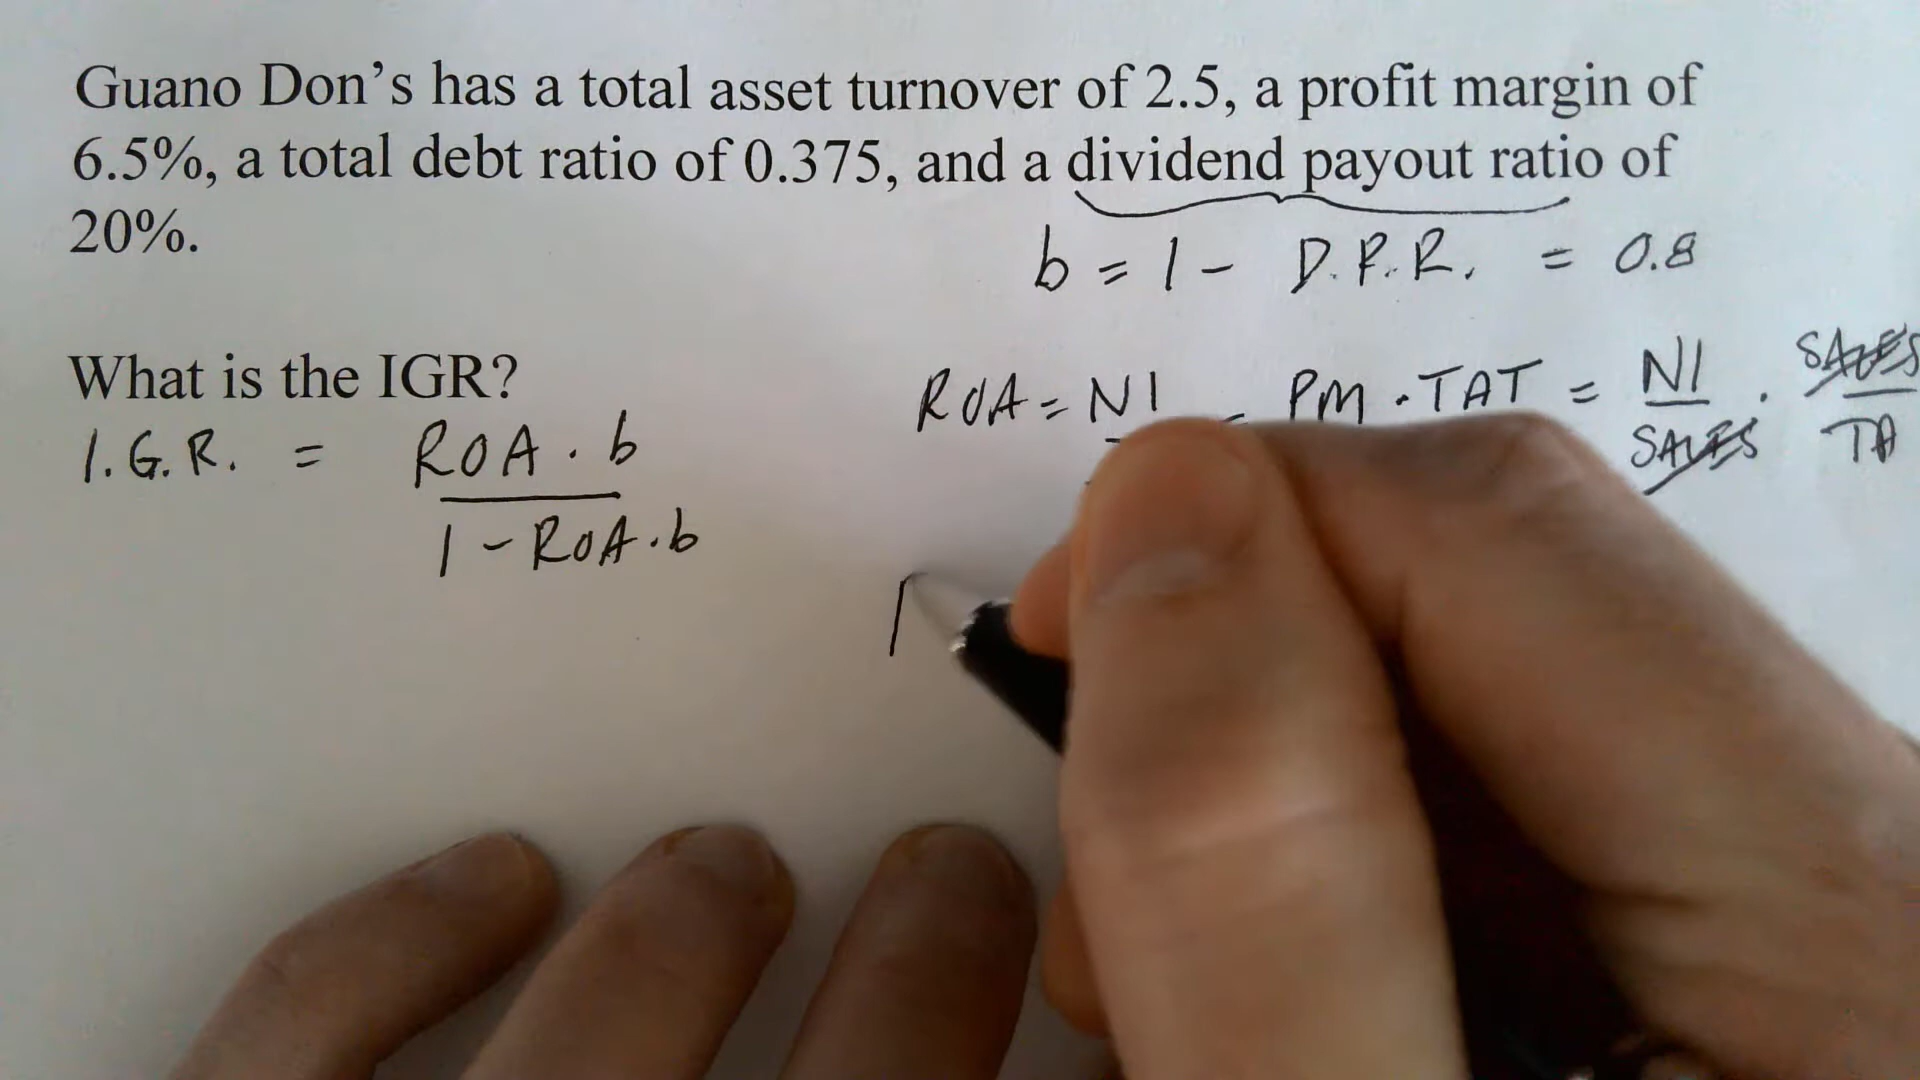 Guano Don's has a total asset turnover of 2.5, a profit margin of
6.5%, a total debt ratio of 0.375, and a dividend payout ratio of
20%.
b = 1 - D.P.R. = 0.8
What is the IGR?
ROA = NI = PM · TAT = NI/SALES · SALES/TA
I.G.R. = ROA · b
1 - ROA · b